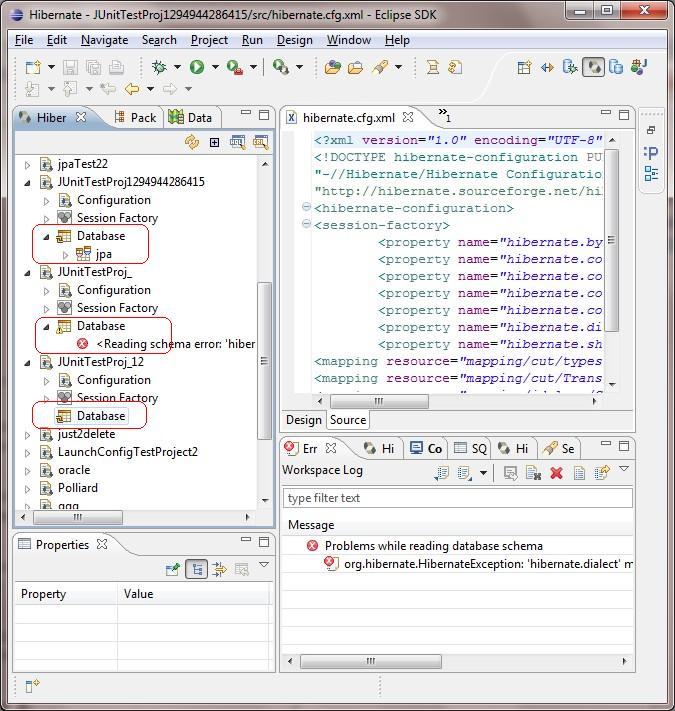 Hibernate - JUnitTestProj1294944286415/src/hibernate.cfg.xml - Eclipse SDK
File Edit Navigate Search Project Run Design Window Help
Hiber Pack Data
jpaTest22
JUnitTestProj1294944286415
Configuration
Session Factory
Database
jpa
JUnitTestProj_
Configuration
Session Factory
Database
<Reading schema error: 'hiber
JUnitTestProj_12
Configuration
Session Factory
Database
just2delete
LaunchConfigTestProject2
oracle
Polliard
qqq
hibernate.cfg.xml »1
<?xml version="1.0" encoding="UTF-8"
<!DOCTYPE hibernate-configuration PU
"-//Hibernate/Hibernate Configuration
"http://hibernate.sourceforge.net/hi
<hibernate-configuration>
<session-factory>
<property name="hibernate.by
<property name="hibernate.co
<property name="hibernate.co
<property name="hibernate.co
<property name="hibernate.di
<property name="hibernate.sh
<mapping resource="mapping/cut/types
<mapping resource="mapping/cut/Trans
Design Source
Err Hi Co SQ Hi Se
Workspace Log
type filter text
Message
Problems while reading database schema
org.hibernate.HibernateException: 'hibernate.dialect' m
Properties
Property Value